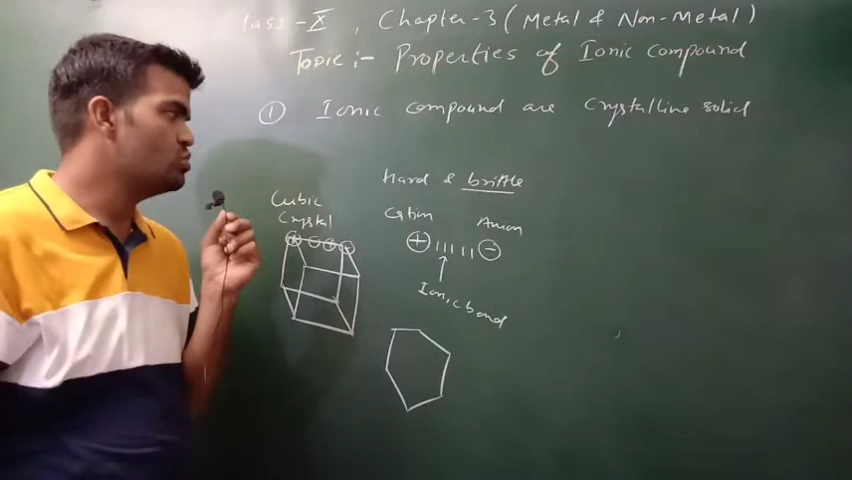 lass-X, Chapter-3 (Metal & Non-Metal)
Topic :- Properties of Ionic compound
① Ionic compound are crystalline solid
Hard & brittle
Cubic
Crystal
Cation Anion
+ -
+ - + -
Ionic bond